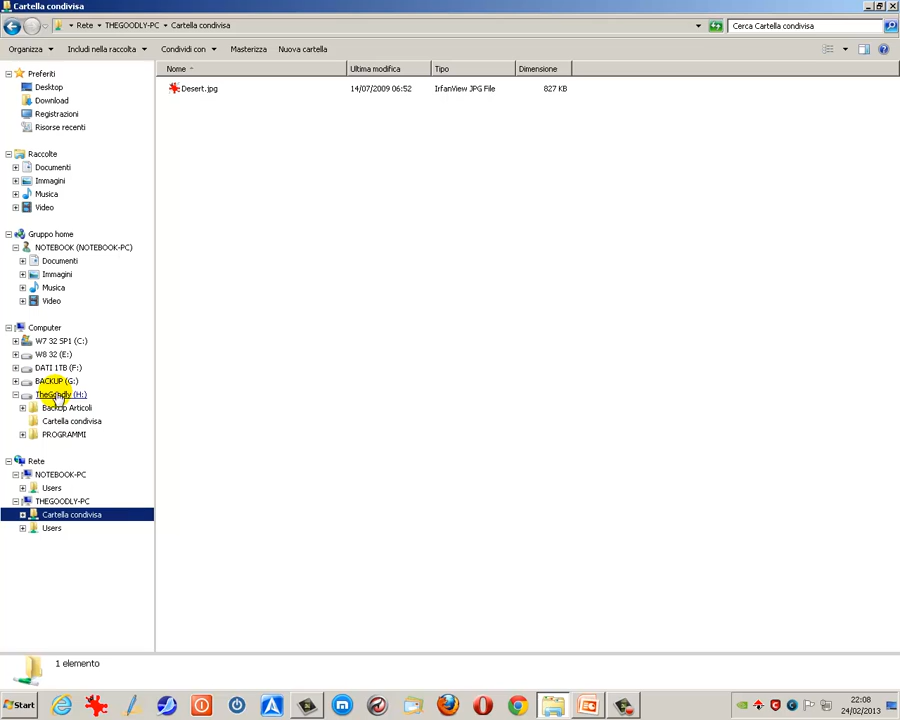 Cartella condivisa
Rete ▸ THEGOODLY-PC ▸ Cartella condivisa
Cerca Cartella condivisa
Organizza Includi nella raccolta Condividi con Masterizza Nuova cartella
Nome Ultima modifica Tipo Dimensione
Desert.jpg 14/07/2009 06:52 IrfanView JPG File 827 KB
Preferiti
Desktop
Download
Registrazioni
Risorse recenti
Raccolte
Documenti
Immagini
Musica
Video
Gruppo home
NOTEBOOK (NOTEBOOK-PC)
Documenti
Immagini
Musica
Video
Computer
W7 32 SP1 (C:)
W8 32 (E:)
DATI 1TB (F:)
BACKUP (G:)
TheGoodly (H:)
Backup Articoli
Cartella condivisa
PROGRAMMI
Rete
NOTEBOOK-PC
Users
THEGOODLY-PC
Cartella condivisa
Users
1 elemento
Start
22:08
24/02/2013